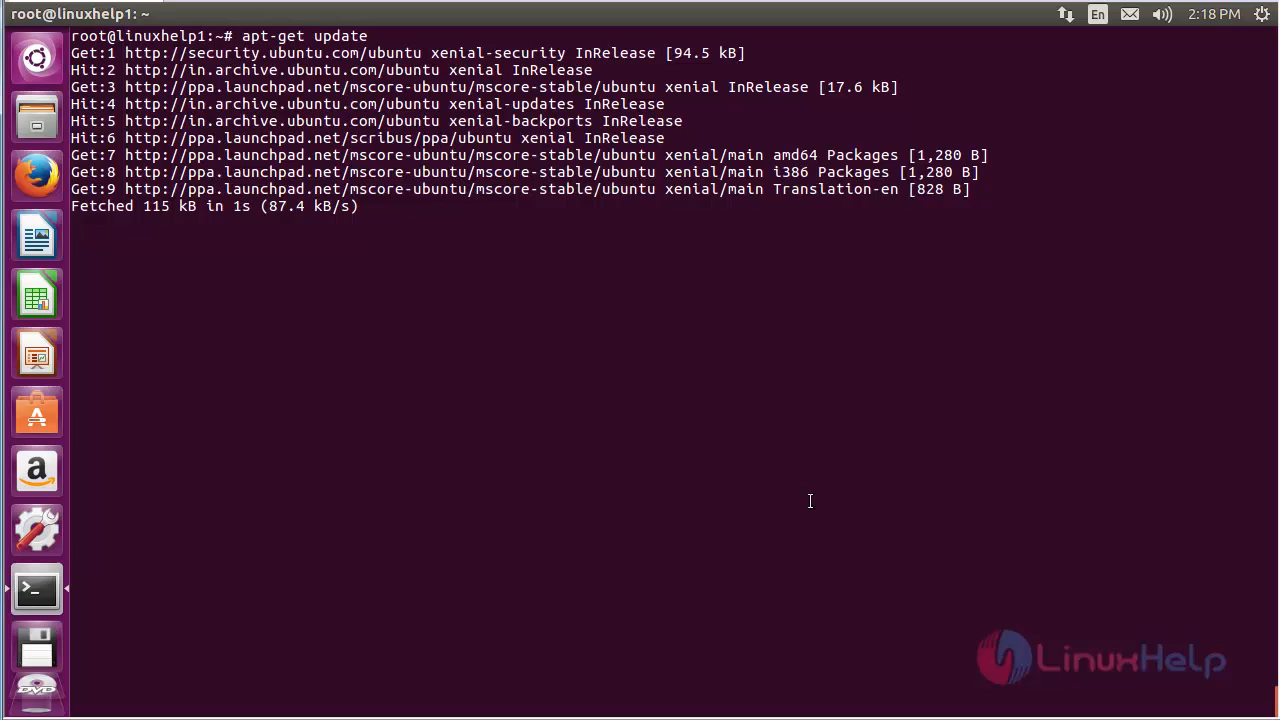 root@linuxhelp1: ~
En
2:18 PM
root@linuxhelp1:~# apt-get update
Get:1 http://security.ubuntu.com/ubuntu xenial-security InRelease [94.5 kB]
Hit:2 http://in.archive.ubuntu.com/ubuntu xenial InRelease
Get:3 http://ppa.launchpad.net/mscore-ubuntu/mscore-stable/ubuntu xenial InRelease [17.6 kB]
Hit:4 http://in.archive.ubuntu.com/ubuntu xenial-updates InRelease
Hit:5 http://in.archive.ubuntu.com/ubuntu xenial-backports InRelease
Hit:6 http://ppa.launchpad.net/scribus/ppa/ubuntu xenial InRelease
Get:7 http://ppa.launchpad.net/mscore-ubuntu/mscore-stable/ubuntu xenial/main amd64 Packages [1,280 B]
Get:8 http://ppa.launchpad.net/mscore-ubuntu/mscore-stable/ubuntu xenial/main i386 Packages [1,280 B]
Get:9 http://ppa.launchpad.net/mscore-ubuntu/mscore-stable/ubuntu xenial/main Translation-en [828 B]
Fetched 115 kB in 1s (87.4 kB/s)
A
a
>_
DVD
LinuxHelp